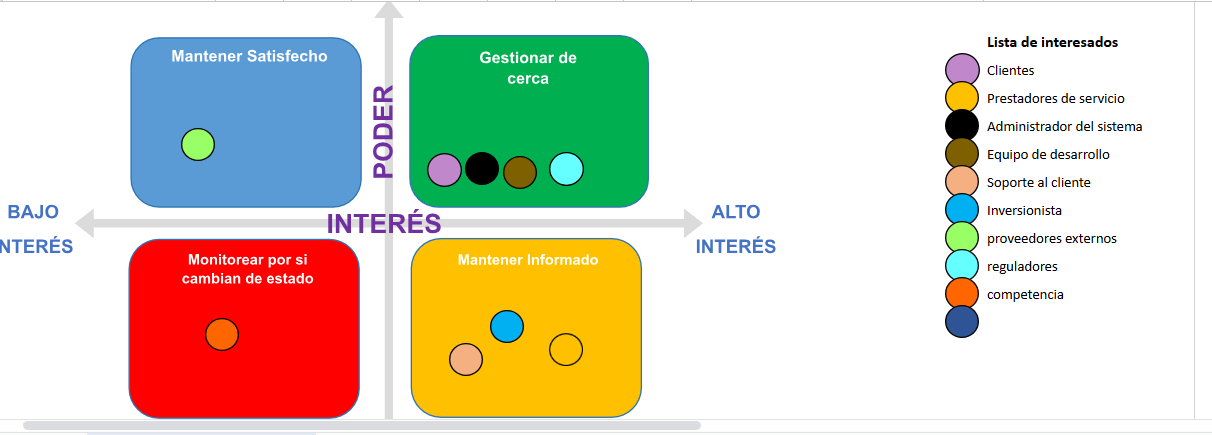 Mantener Satisfecho
Gestionar de
cerca
PODER
BAJO
INTERÉS
INTERÉS
ALTO
INTERÉS
Monitorear por si
cambian de estado
Mantener Informado
Lista de interesados
Clientes
Prestadores de servicio
Administrador del sistema
Equipo de desarrollo
Soporte al cliente
Inversionista
proveedores externos
reguladores
competencia